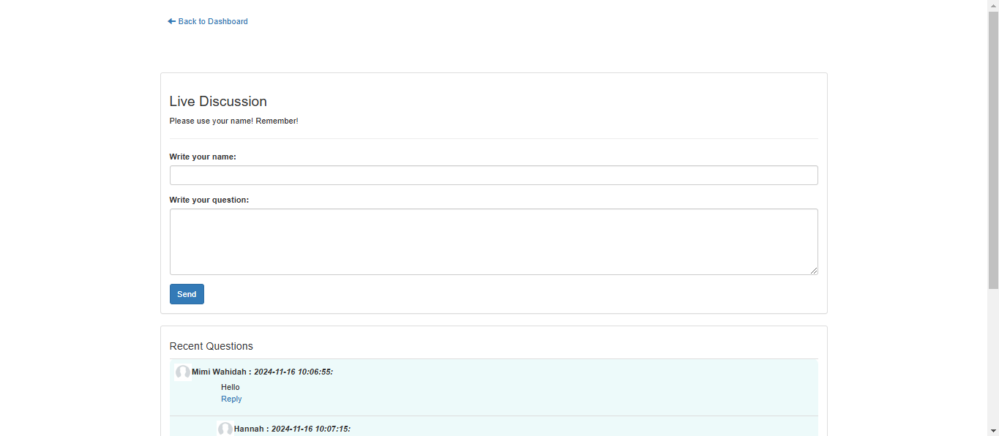 Back to Dashboard
Live Discussion
Please use your name! Remember!
Write your name:
Write your question:
Send
Recent Questions
Mimi Wahidah : 2024-11-16 10:06:55:
Hello
Reply
Hannah : 2024-11-16 10:07:15: